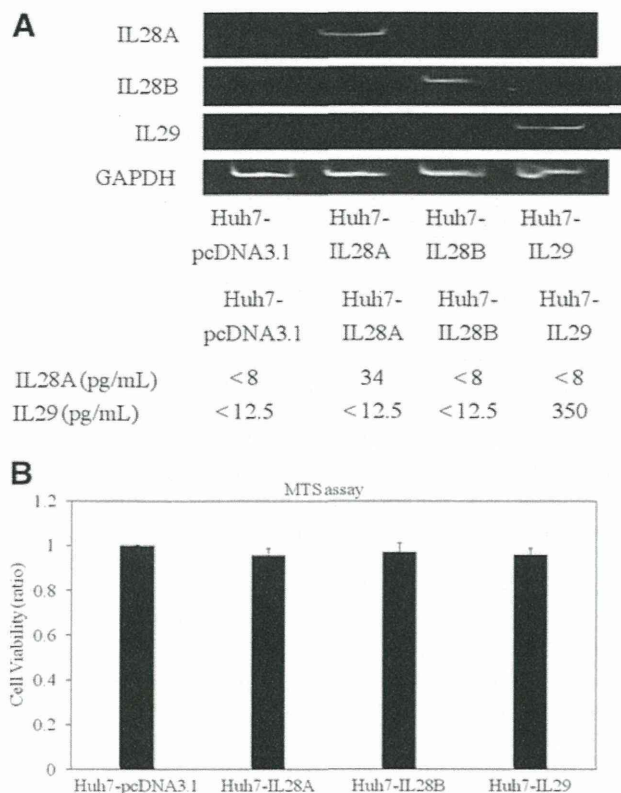 A
IL28A
IL28B
IL29
GAPDH
Huh7- Huh7- Huh7- Huh7-
pcDNA3.1 IL28A IL28B IL29
Huh7- Huh7- Huh7- Huh7-
pcDNA3.1 IL28A IL28B IL29
IL28A (pg/mL) <8 34 <8 <8
IL29 (pg/mL) <12.5 <12.5 <12.5 350
B
MTS assay
1.2
1
0.8
0.6
0.4
0.2
0
Cell Viability (ratio)
Huh7-pcDNA3.1 Huh7-IL28A Huh7-IL28B Huh7-IL29